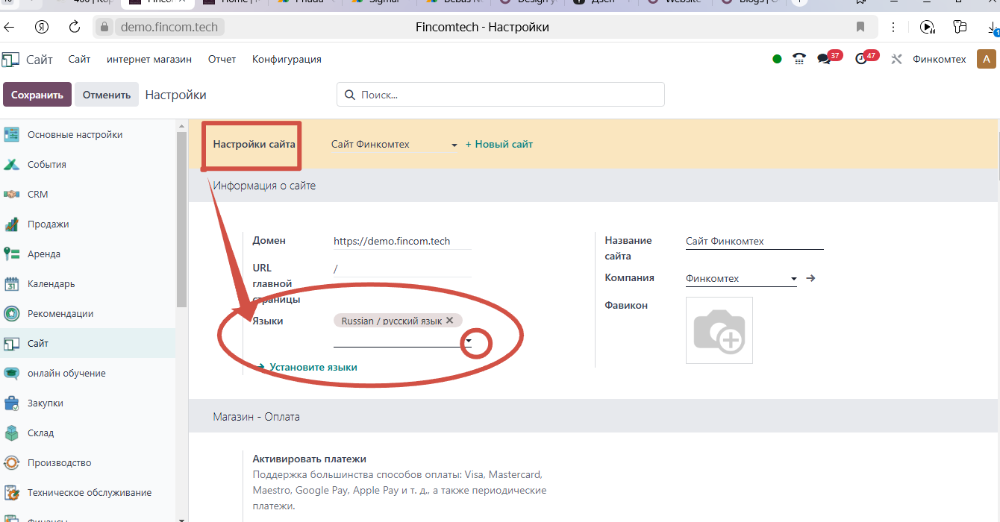 demo.fincom.tech
Fincomtech - Настройки
Сайт
Сайт
интернет магазин
Отчет
Конфигурация
37
47
Финкомтех
A
Сохранить
Отменить
Настройки
Поиск...
Основные настройки
События
CRM
Продажи
Аренда
Календарь
Рекомендации
Сайт
онлайн обучение
Закупки
Склад
Производство
Техническое обслуживание
Финансы
Настройки сайта
Сайт Финкомтех
+ Новый сайт
Информация о сайте
Домен
https://demo.fincom.tech
URL
главной
страницы
/
Языки
Russian / русский язык
Установите языки
Название
сайта
Сайт Финкомтех
Компания
Финкомтех
Фавикон
Магазин - Оплата
Активировать платежи
Поддержка большинства способов оплаты: Visa, Mastercard,
Maestro, Google Pay, Apple Pay и т. д., а также периодические
платежи.